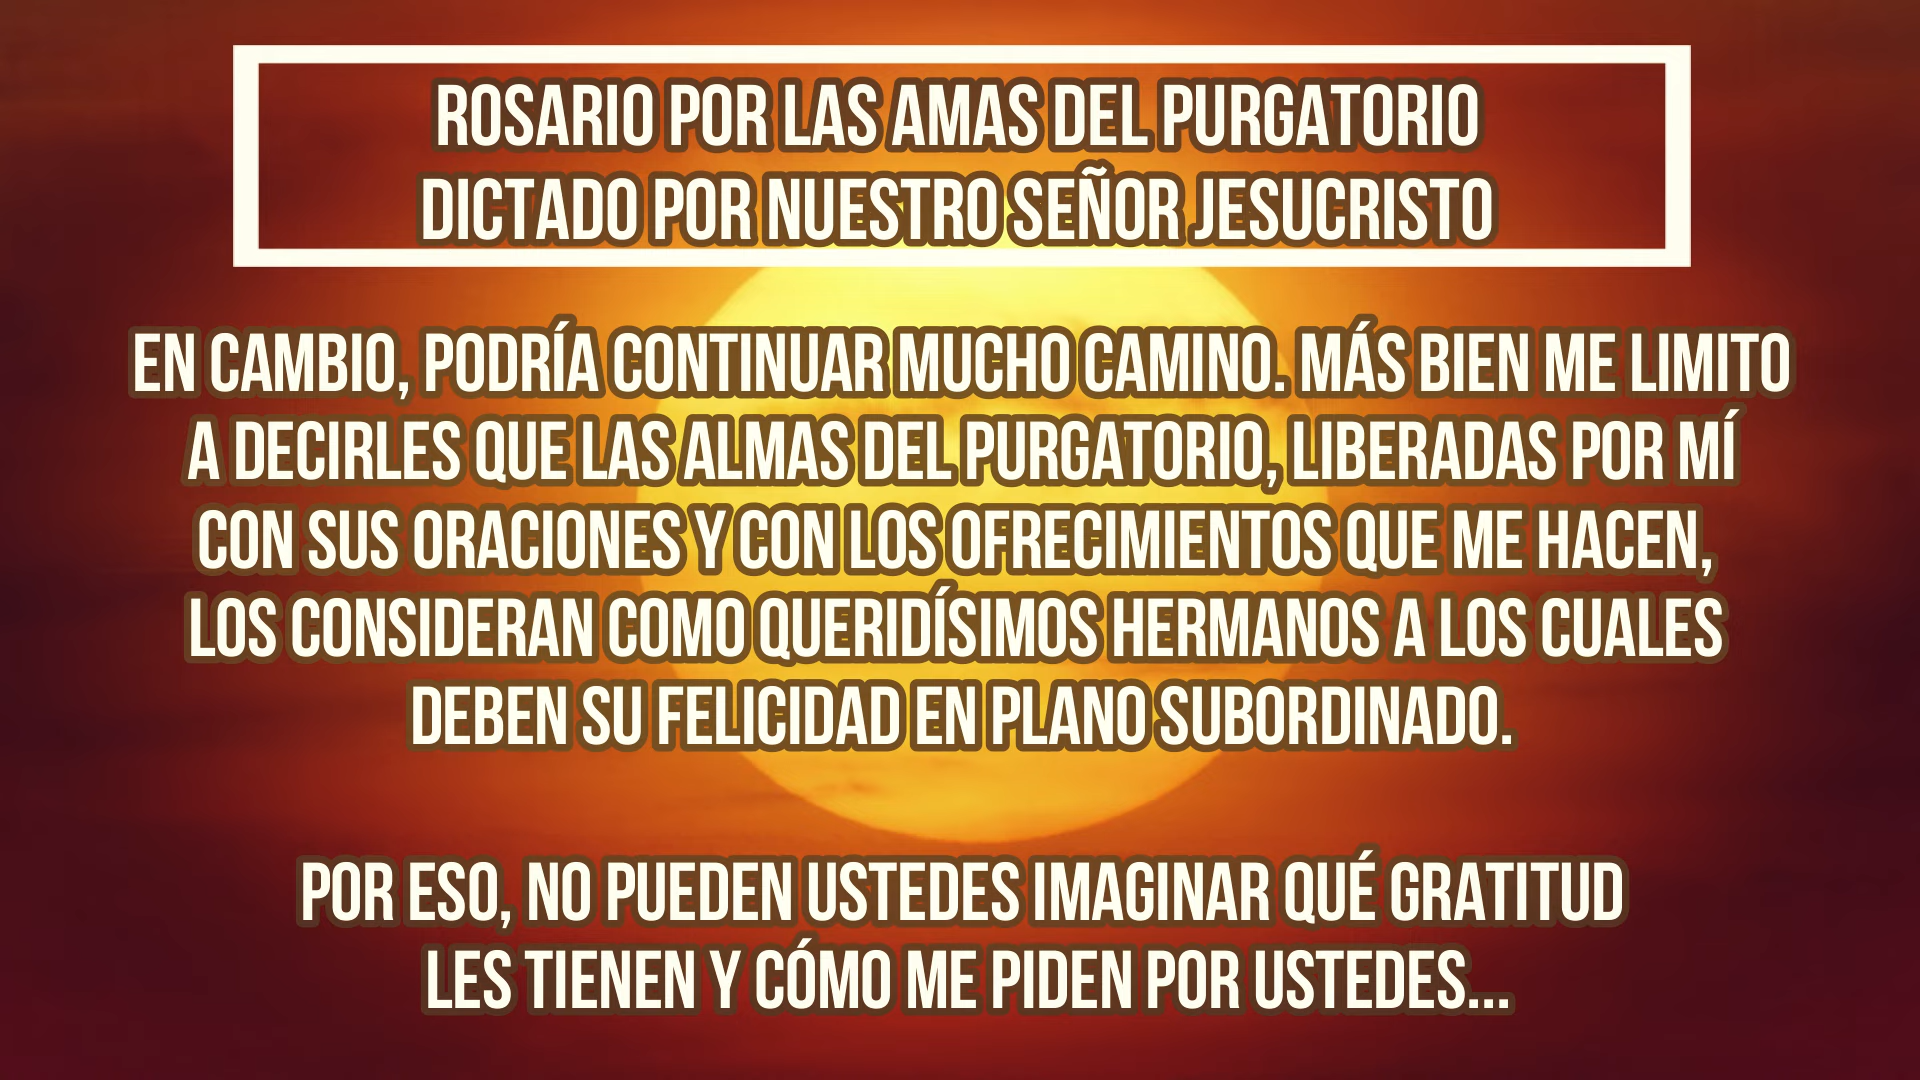 ROSARIO POR LAS AMAS DEL PURGATORIO
DICTADO POR NUESTRO SEÑOR JESUCRISTO
EN CAMBIO, PODRÍA CONTINUAR MUCHO CAMINO. MÁS BIEN ME LIMITO
A DECIRLES QUE LAS ALMAS DEL PURGATORIO, LIBERADAS POR MÍ
CON SUS ORACIONES Y CON LOS OFRECIMIENTOS QUE ME HACEN,
LOS CONSIDERAN COMO QUERIDÍSIMOS HERMANOS A LOS CUALES
DEBEN SU FELICIDAD EN PLANO SUBORDINADO.
POR ESO, NO PUEDEN USTEDES IMAGINAR QUÉ GRATITUD
LES TIENEN Y CÓMO ME PIDEN POR USTEDES...